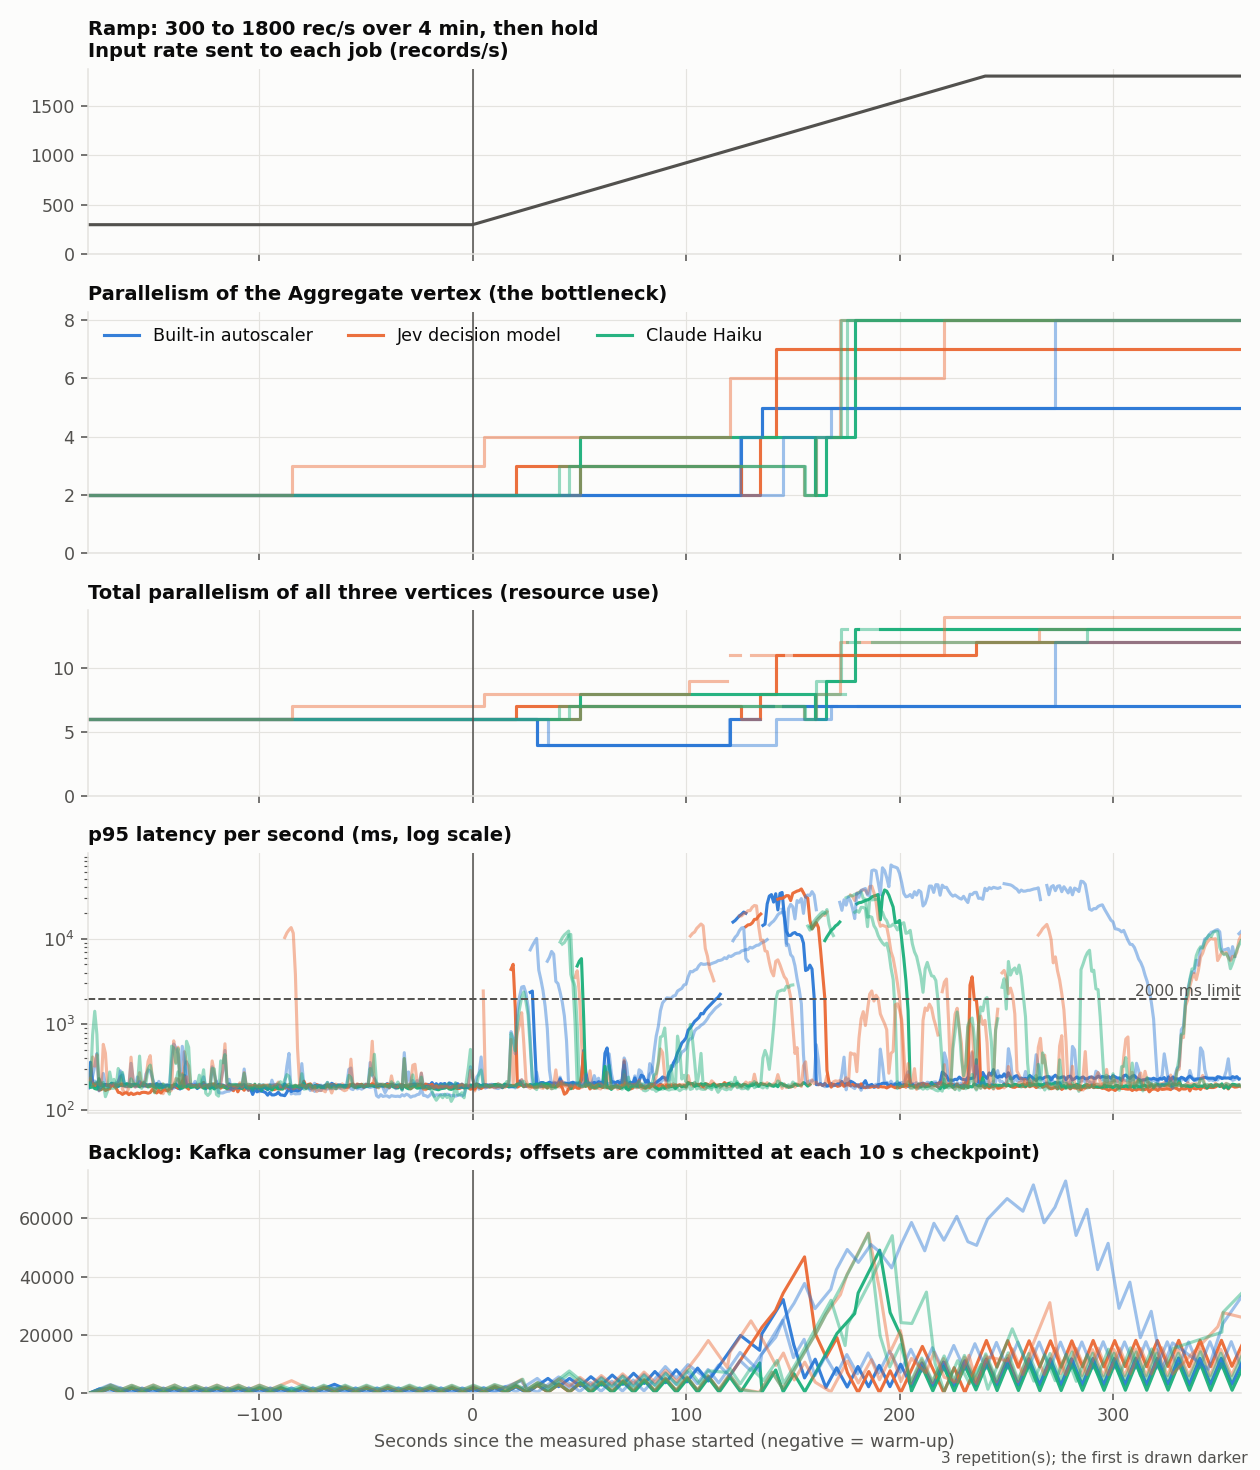 Ramp: 300 to 1800 rec/s over 4 min, then hold
Input rate sent to each job (records/s)
1500
1000
500
0
Parallelism of the Aggregate vertex (the bottleneck)
8
Built-in autoscaler Jev decision model Claude Haiku
6
4
2
0
Total parallelism of all three vertices (resource use)
10
5
0
p95 latency per second (ms, log scale)
10⁴
2000 ms limit
10³
10²
Backlog: Kafka consumer lag (records; offsets are committed at each 10 s checkpoint)
60000
40000
20000
0
−100 0 100 200 300
Seconds since the measured phase started (negative = warm-up)
3 repetition(s); the first is drawn darker